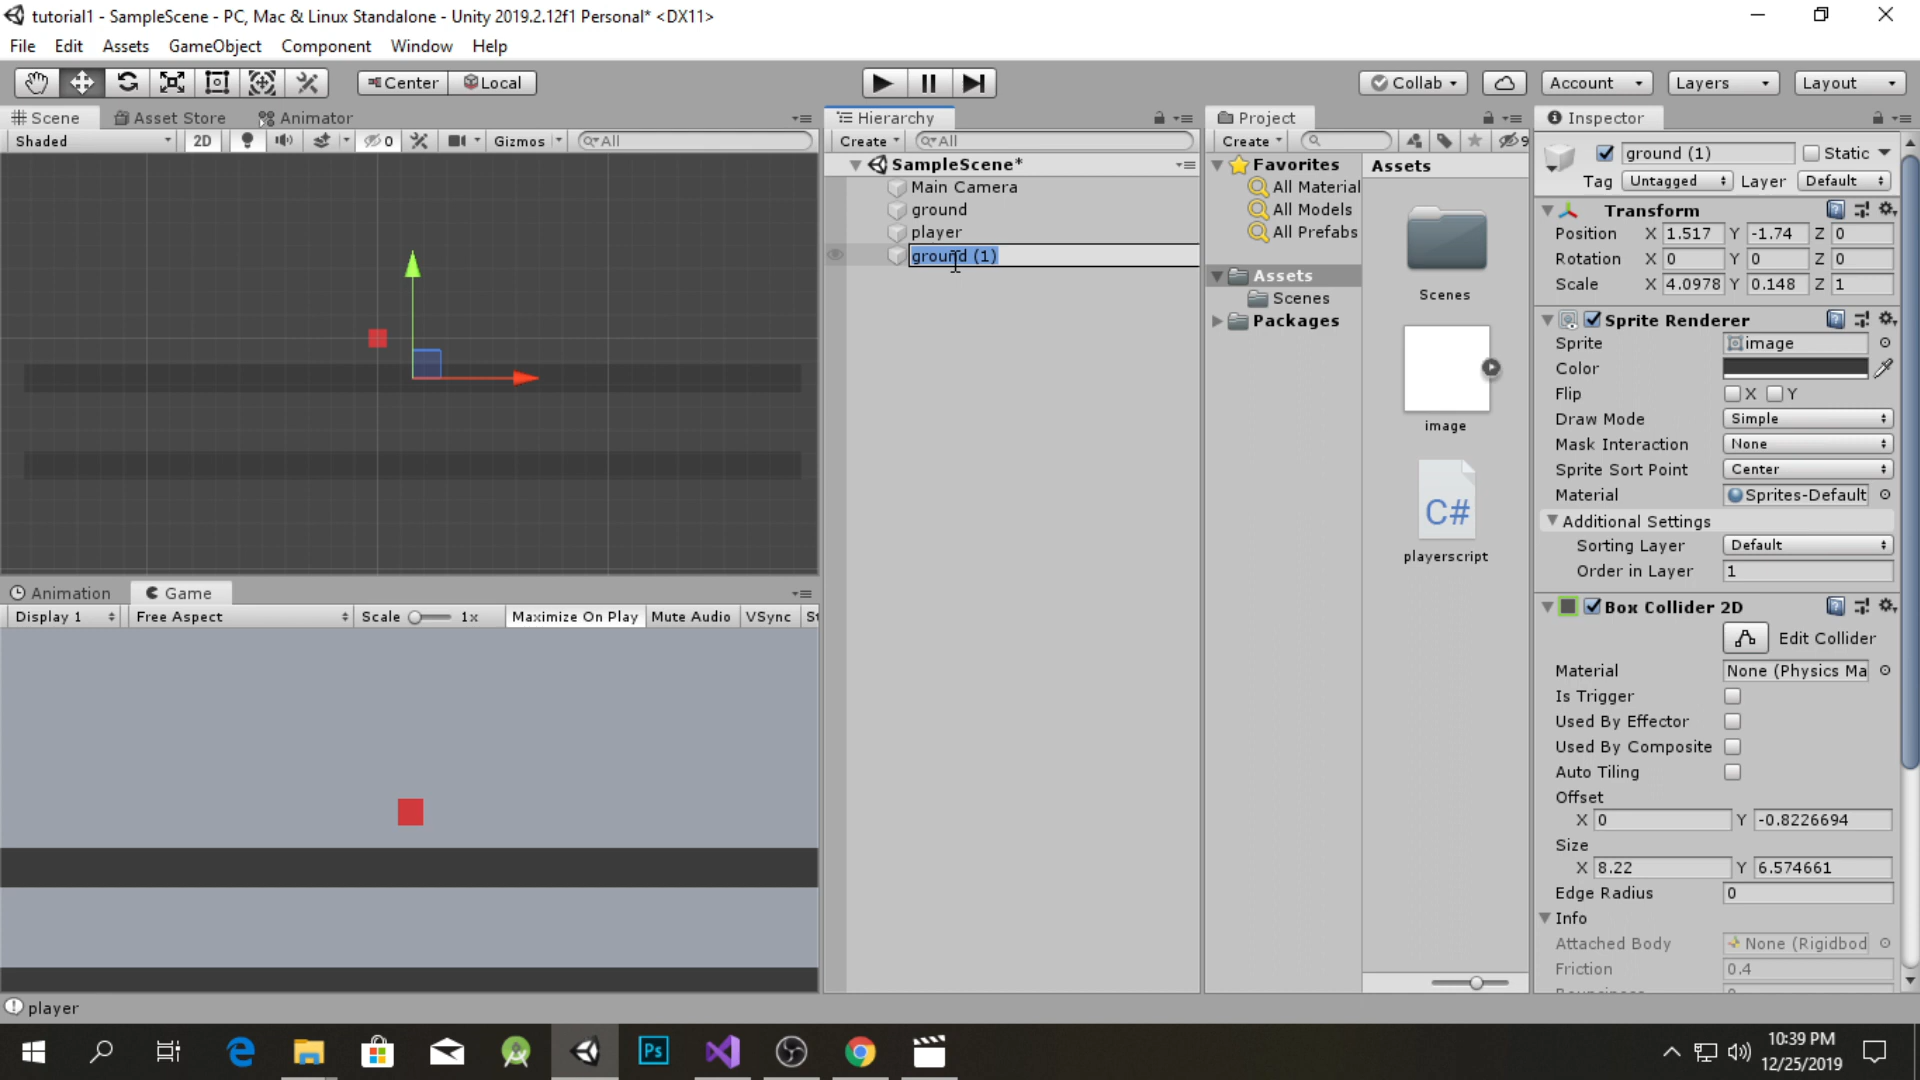 tutorial1 - SampleScene - PC, Mac & Linux Standalone - Unity 2019.2.12f1 Personal* <DX11>
File Edit Assets GameObject Component Window Help
Center Local Collab Account Layers Layout
Scene Asset Store Animator
Shaded 2D 0 Gizmos All
Hierarchy
Create All
SampleScene*
Main Camera
ground
player
ground (1)
Project
Create 9
Favorites
All Material
All Models
All Prefabs
Assets
Scenes
Packages
Assets
Scenes
image
C#
playerscript
Inspector
ground (1) Static
Tag Untagged Layer Default
Transform
Position X 1.517 Y -1.74 Z 0
Rotation X 0 Y 0 Z 0
Scale X 4.0978 Y 0.148 Z 1
Sprite Renderer
Sprite image
Color
Flip X Y
Draw Mode Simple
Mask Interaction None
Sprite Sort Point Center
Material Sprites-Default
Additional Settings
Sorting Layer Default
Order in Layer 1
Box Collider 2D
Edit Collider
Material None (Physics Ma
Is Trigger
Used By Effector
Used By Composite
Auto Tiling
Offset
X 0 Y -0.8226694
Size
X 8.22 Y 6.574661
Edge Radius 0
Info
Attached Body None (Rigidbod
Friction 0.4
Animation Game
Display 1 Free Aspect Scale 1x Maximize On Play Mute Audio VSync St
player
Ps
10:39 PM
12/25/2019